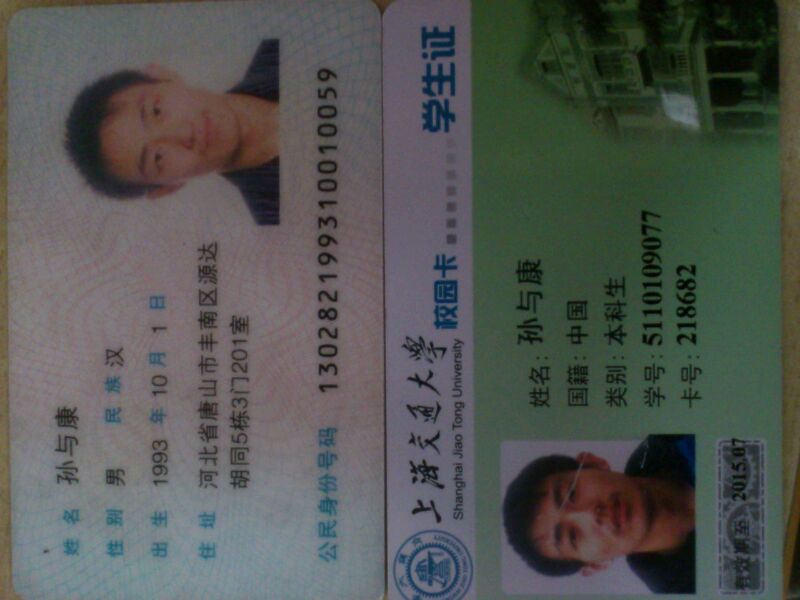 姓名 孙与康
性别 男 民族 汉
出生 1993 年 10 月 1 日
住址 河北省唐山市丰南区源达
胡同5栋3门201室
公民身份号码 130282199310010059
上海交通大学 校园卡 学生证
Shanghai Jiao Tong University
姓名: 孙与康
国籍: 中国
类别: 本科生
学号: 5110109077
卡号: 218682
有效期至 2015.07